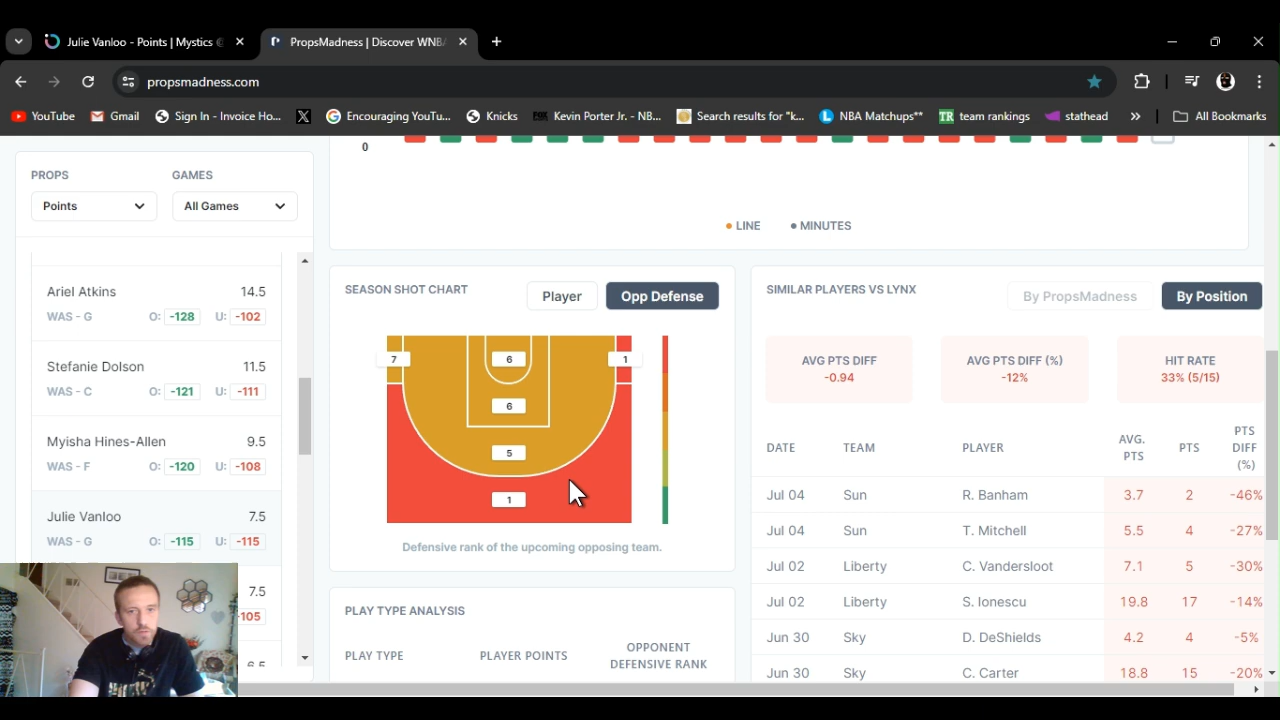 Julie Vanloo - Points | Mystics
PropsMadness | Discover WNB
propsmadness.com
YouTube
Gmail
Sign In - Invoice Ho...
Encouraging YouTu...
Knicks
Kevin Porter Jr. - NB...
Search results for "k...
NBA Matchups**
TR
team rankings
stathead
»
All Bookmarks
PROPS
GAMES
Points
All Games
Ariel Atkins 14.5
WAS - G O: -128 U: -102
Stefanie Dolson 11.5
WAS - C O: -121 U: -111
Myisha Hines-Allen 9.5
WAS - F O: -120 U: -108
Julie Vanloo 7.5
WAS - G O: -115 U: -115
7.5
-105
0
LINE MINUTES
SEASON SHOT CHART
Player
Opp Defense
7 6 1
6
5
1
Defensive rank of the upcoming opposing team.
PLAY TYPE ANALYSIS
PLAY TYPE
PLAYER POINTS
OPPONENT
DEFENSIVE RANK
SIMILAR PLAYERS VS LYNX
By PropsMadness
By Position
AVG PTS DIFF
-0.94
AVG PTS DIFF (%)
-12%
HIT RATE
33% (5/15)
DATE TEAM PLAYER AVG. PTS PTS PTS DIFF (%)
Jul 04 Sun R. Banham 3.7 2 -46%
Jul 04 Sun T. Mitchell 5.5 4 -27%
Jul 02 Liberty C. Vandersloot 7.1 5 -30%
Jul 02 Liberty S. Ionescu 19.8 17 -14%
Jun 30 Sky D. DeShields 4.2 4 -5%
Jun 30 Sky C. Carter 18.8 15 -20%